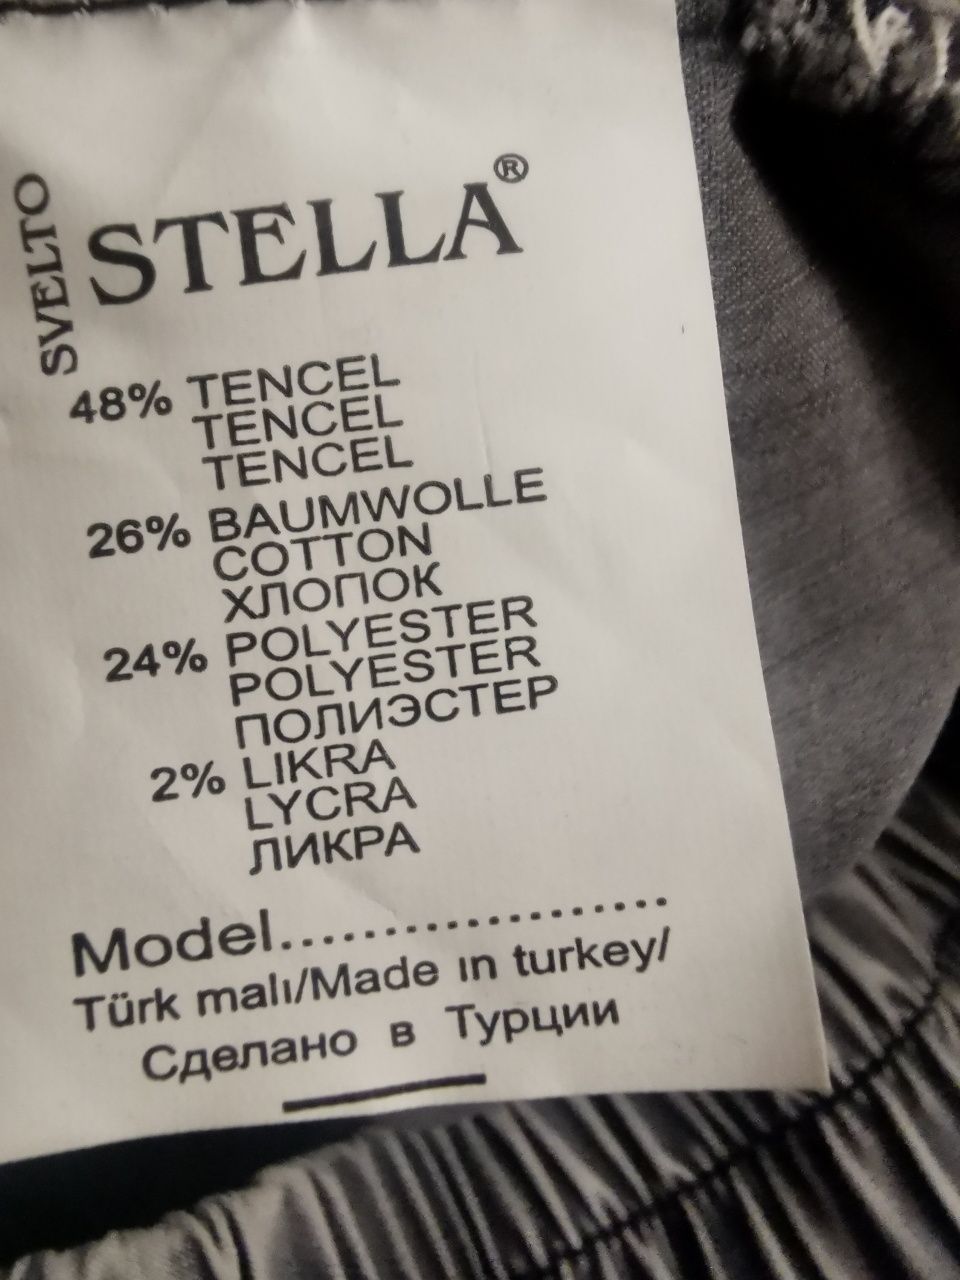 SVELTO
STELLA®
48% TENCEL
TENCEL
TENCEL
26% BAUMWOLLE
COTTON
ХЛОПОК
24% POLYESTER
POLYESTER
ПОЛИЭСТЕР
2% LIKRA
LYCRA
ЛИКРА
Model....................
Türk malı/Made ın turkey/
Сделано в Турции